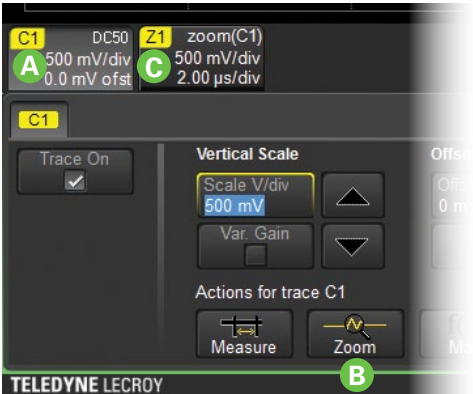 C1 DC50 Z1 zoom(C1)
A 500 mV/div C 500 mV/div
0.0 mV ofst 2.00 µs/div
C1
Trace On Vertical Scale
Scale V/div
500 mV 0 m
Var. Gain
Actions for trace C1
Measure Zoom
B
TELEDYNE LECROY